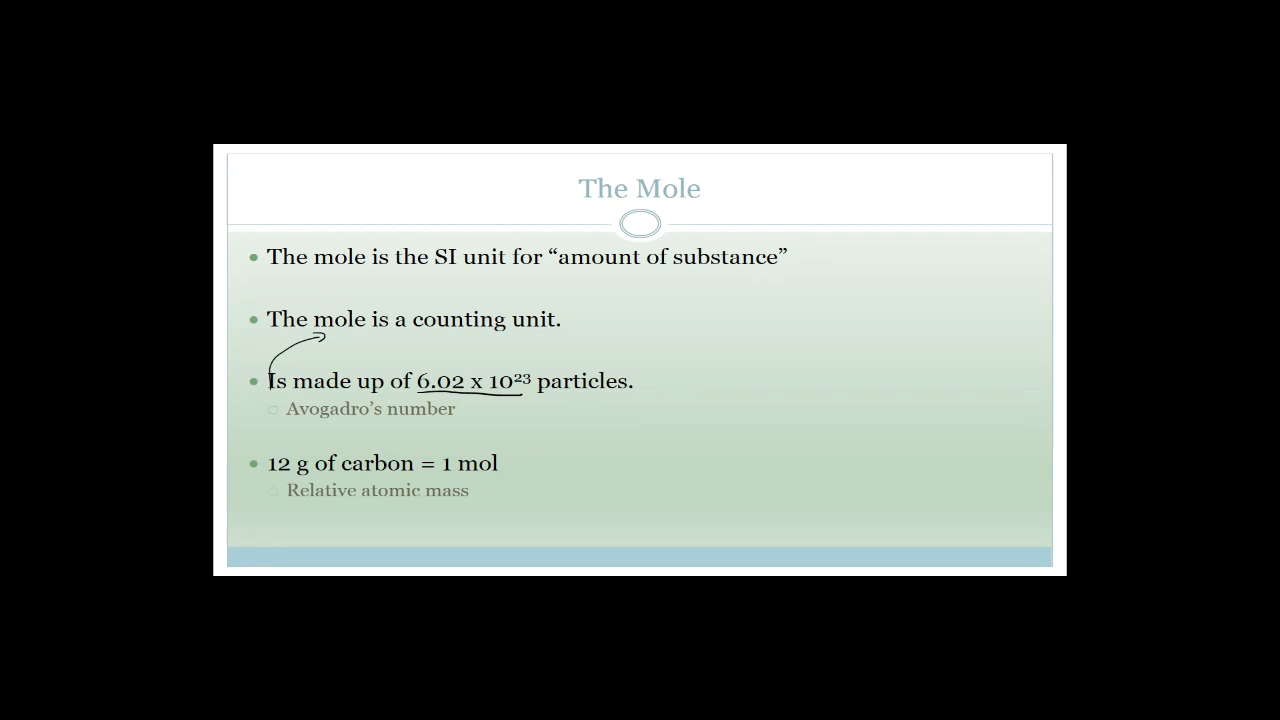 The Mole
• The mole is the SI unit for “amount of substance”
• The mole is a counting unit.
• Is made up of 6.02 x 10²³ particles.
○ Avogadro’s number
• 12 g of carbon = 1 mol
○ Relative atomic mass